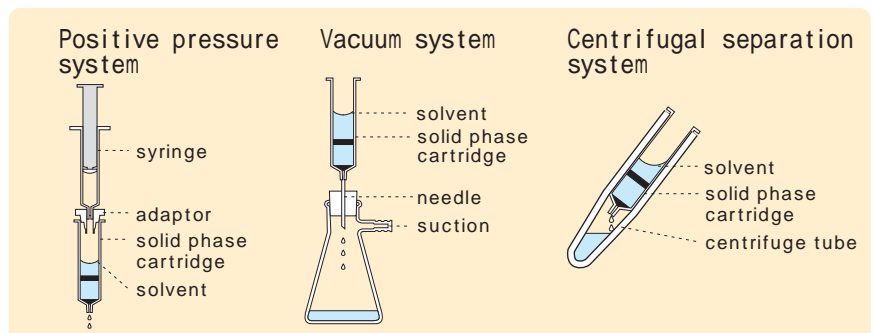 Positive pressure
system
syringe
adaptor
solid phase
cartridge
solvent
Vacuum system
solvent
solid phase
cartridge
needle
suction
Centrifugal separation
system
solvent
solid phase
cartridge
centrifuge tube